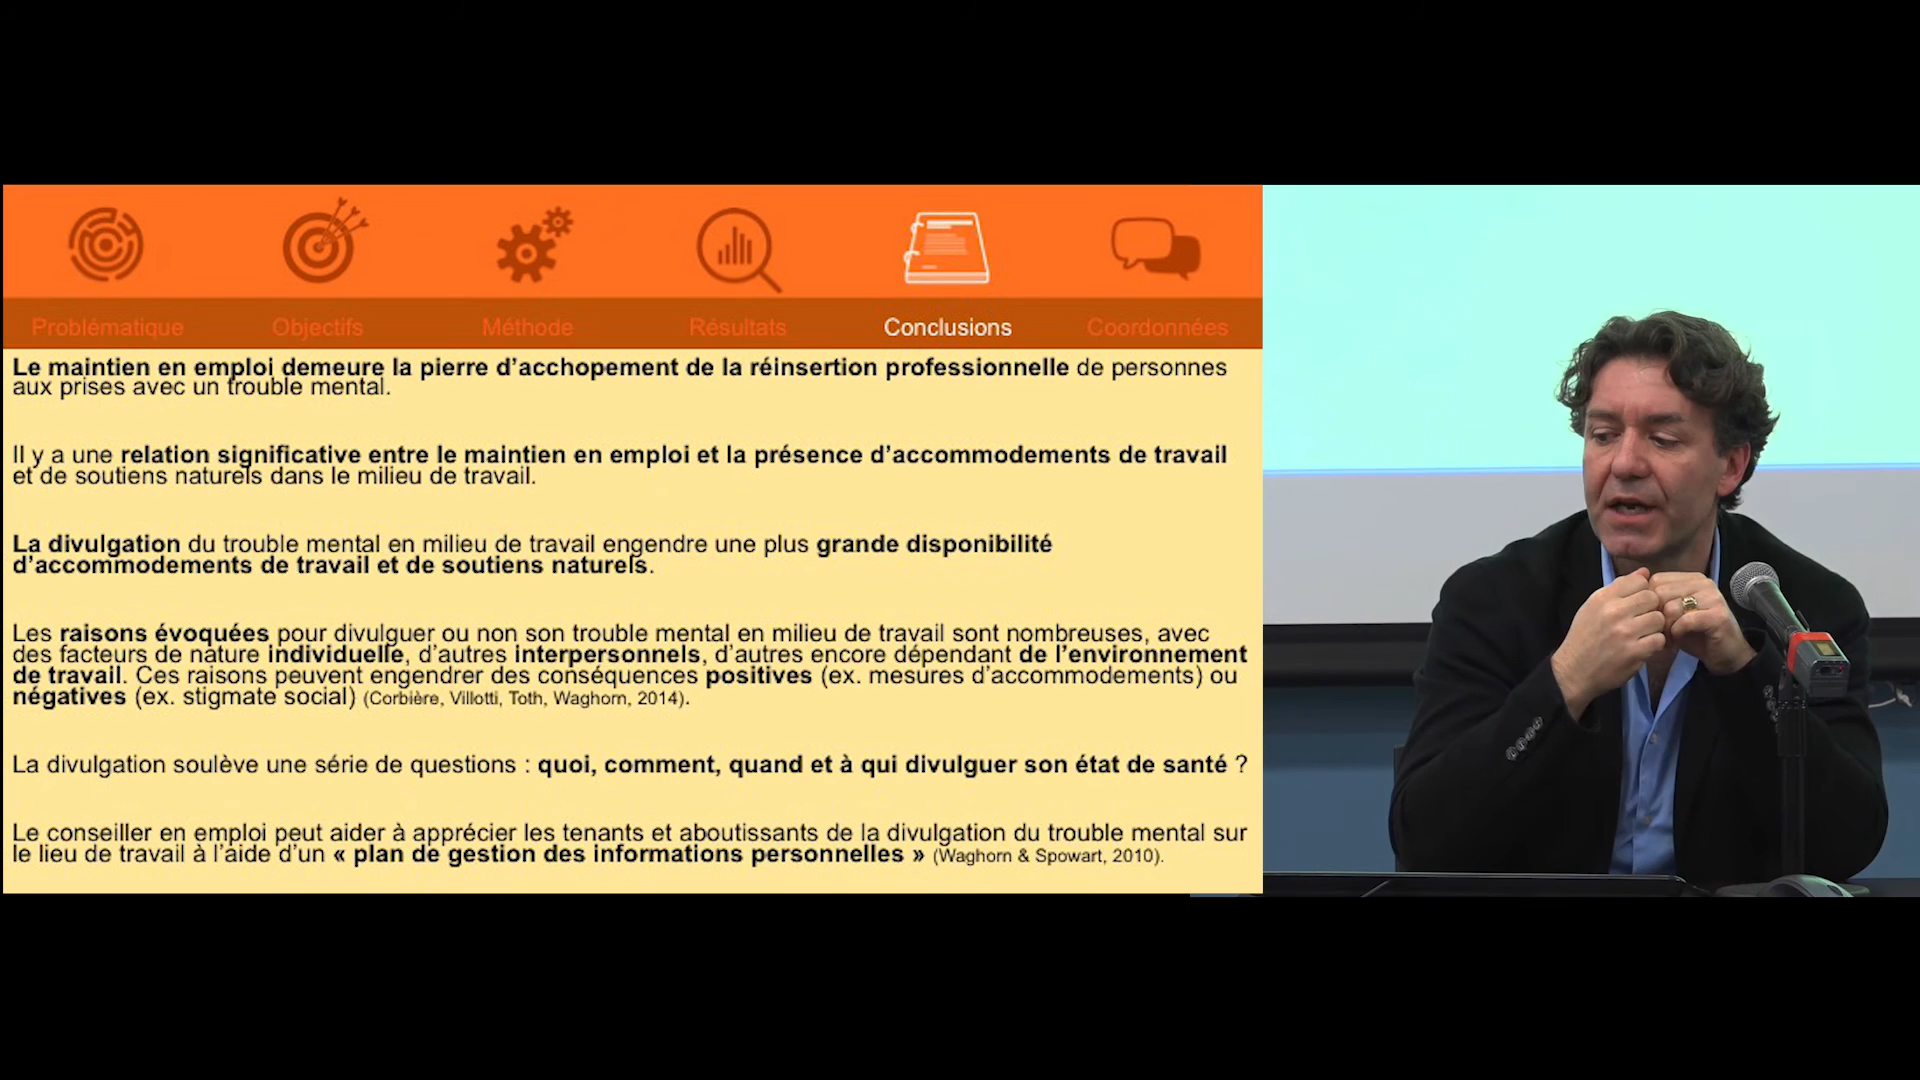 Problématique Objectifs Méthode Résultats Conclusions Coordonnées
Le maintien en emploi demeure la pierre d'acchopement de la réinsertion professionnelle de personnes
aux prises avec un trouble mental.
Il y a une relation significative entre le maintien en emploi et la présence d'accommodements de travail
et de soutiens naturels dans le milieu de travail.
La divulgation du trouble mental en milieu de travail engendre une plus grande disponibilité
d'accommodements de travail et de soutiens naturels.
Les raisons évoquées pour divulguer ou non son trouble mental en milieu de travail sont nombreuses, avec
des facteurs de nature individuelle, d'autres interpersonnels, d'autres encore dépendant de l'environnement
de travail. Ces raisons peuvent engendrer des conséquences positives (ex. mesures d'accommodements) ou
négatives (ex. stigmate social) (Corbière, Villotti, Toth, Waghorn, 2014).
La divulgation soulève une série de questions : quoi, comment, quand et à qui divulguer son état de santé ?
Le conseiller en emploi peut aider à apprécier les tenants et aboutissants de la divulgation du trouble mental sur
le lieu de travail à l'aide d'un « plan de gestion des informations personnelles » (Waghorn & Spowart, 2010).